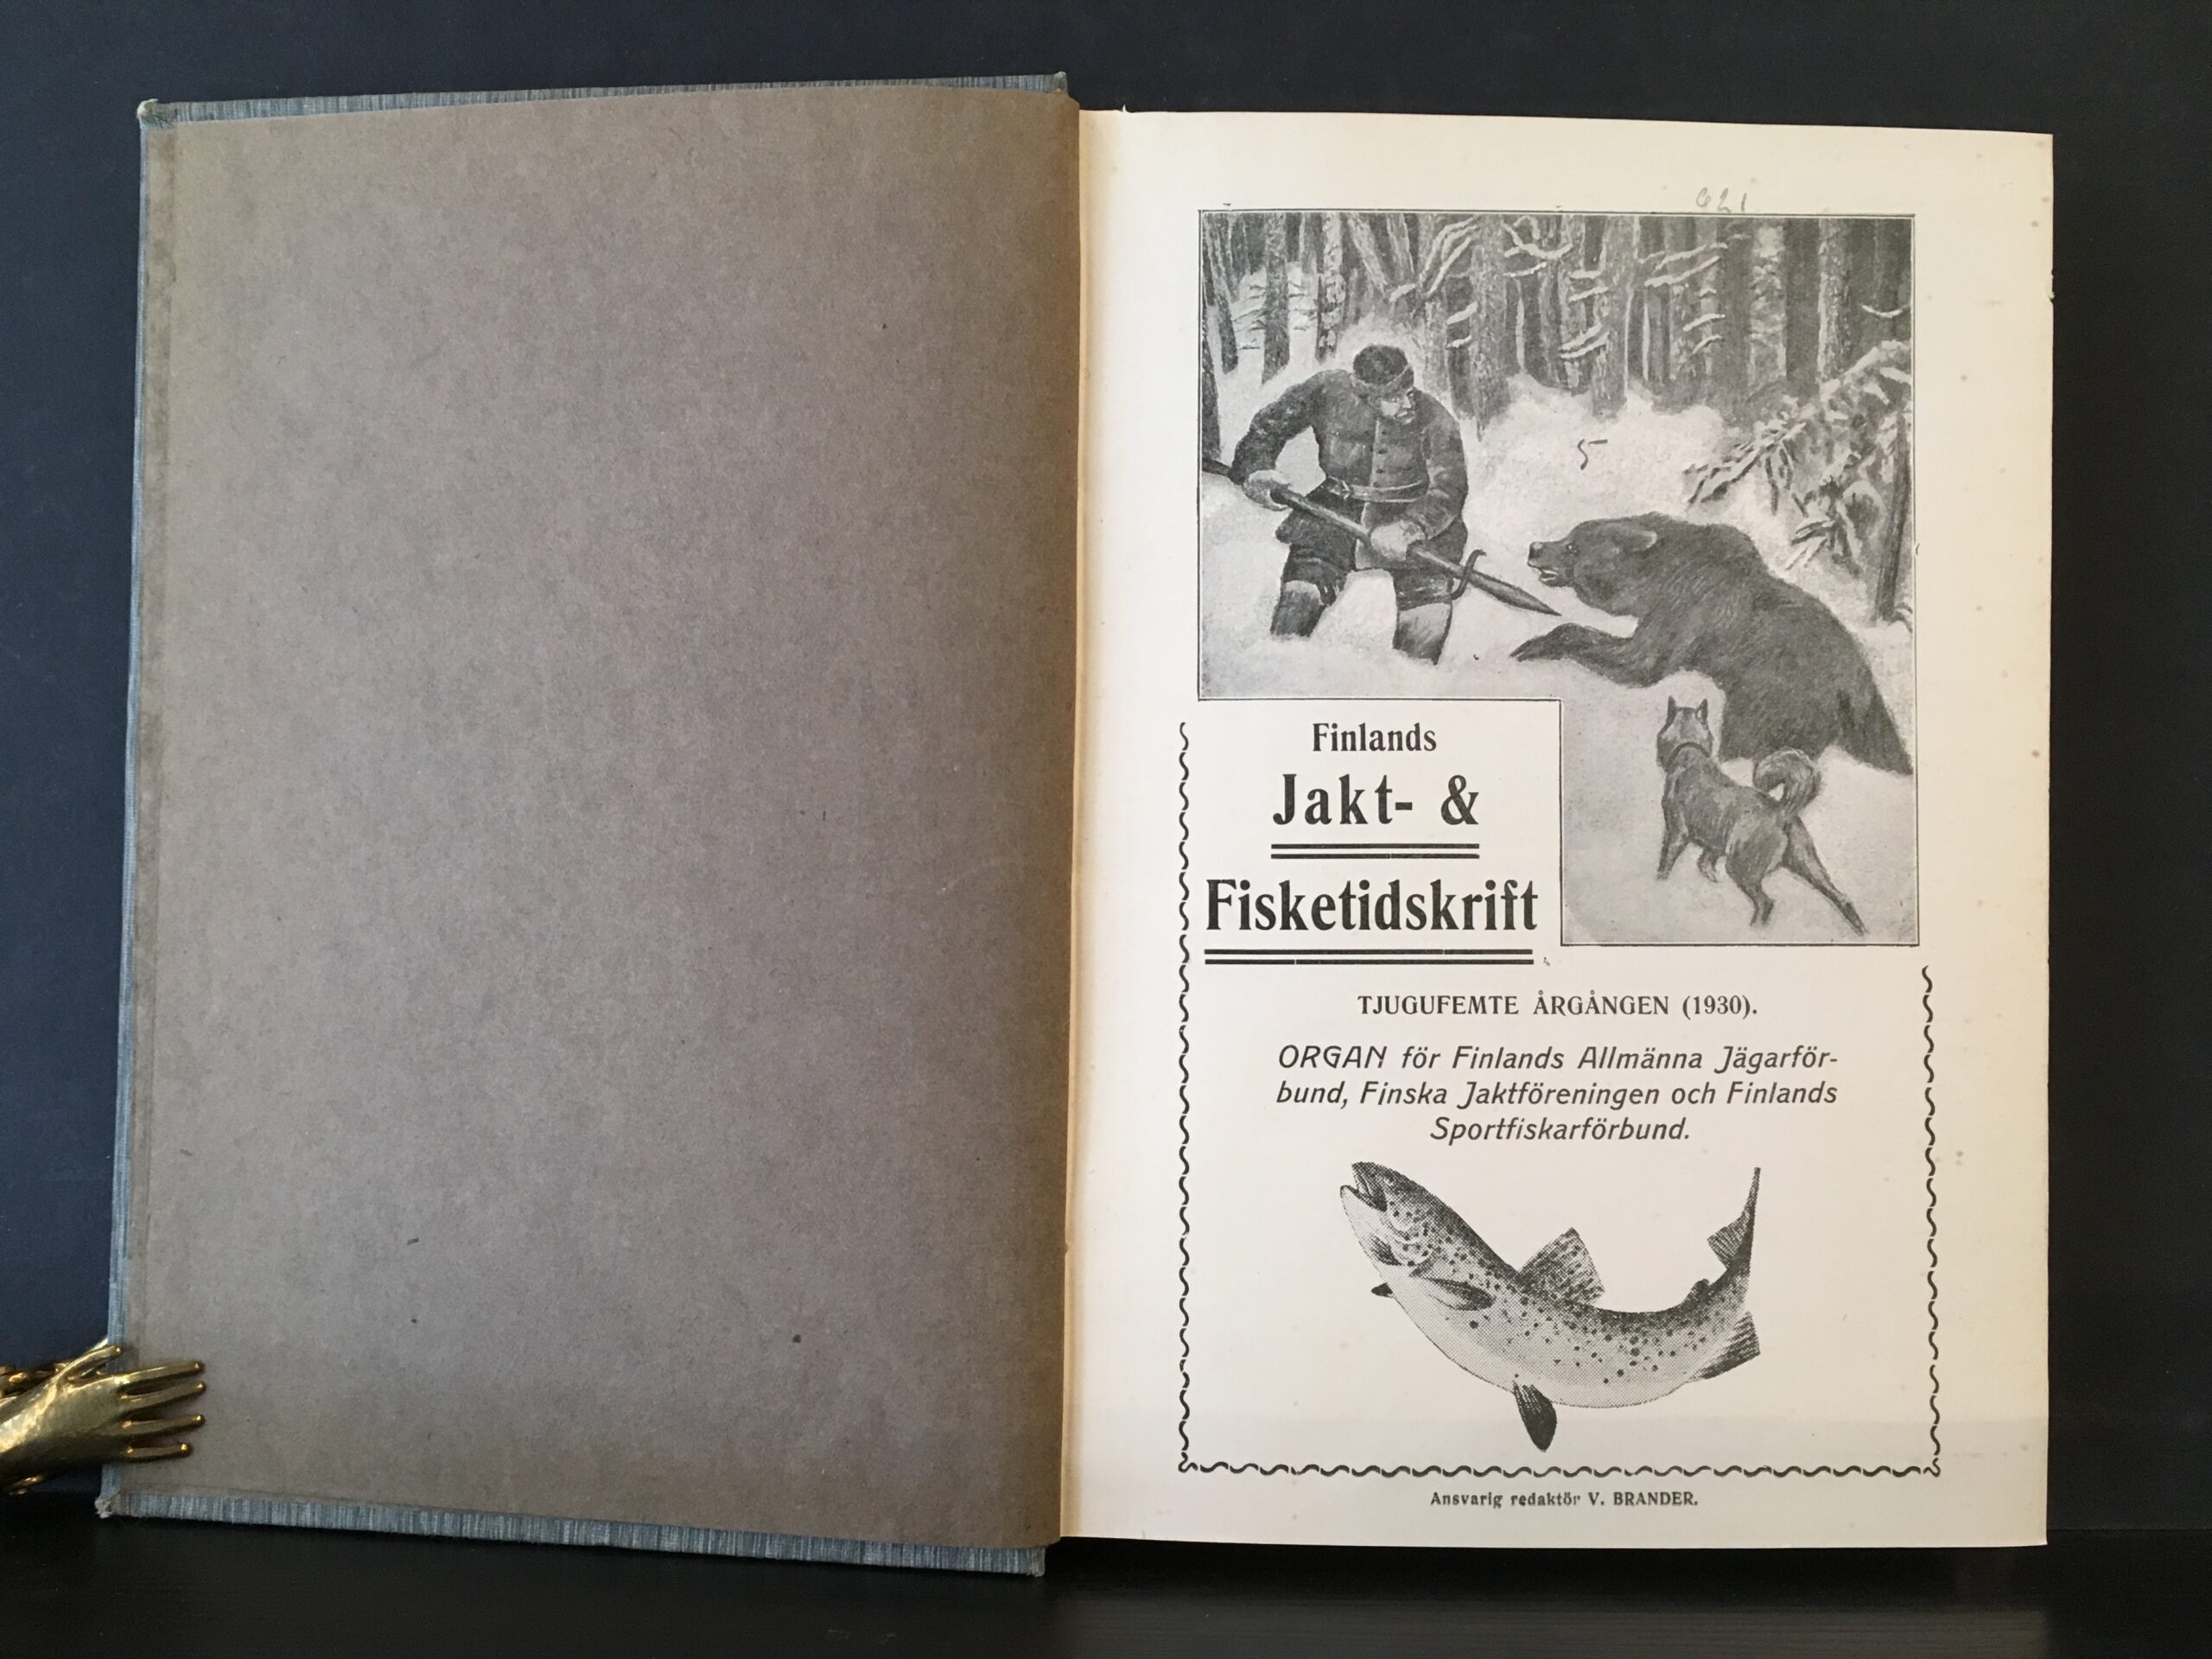 621
Finlands
Jakt- &
Fisketidskrift
TJUGUFEMTE ÅRGÅNGEN (1930).
ORGAN för Finlands Allmänna Jägarför-
bund, Finska Jaktföreningen och Finlands
Sportfiskarförbund.
Ansvarig redaktör V. BRANDER.